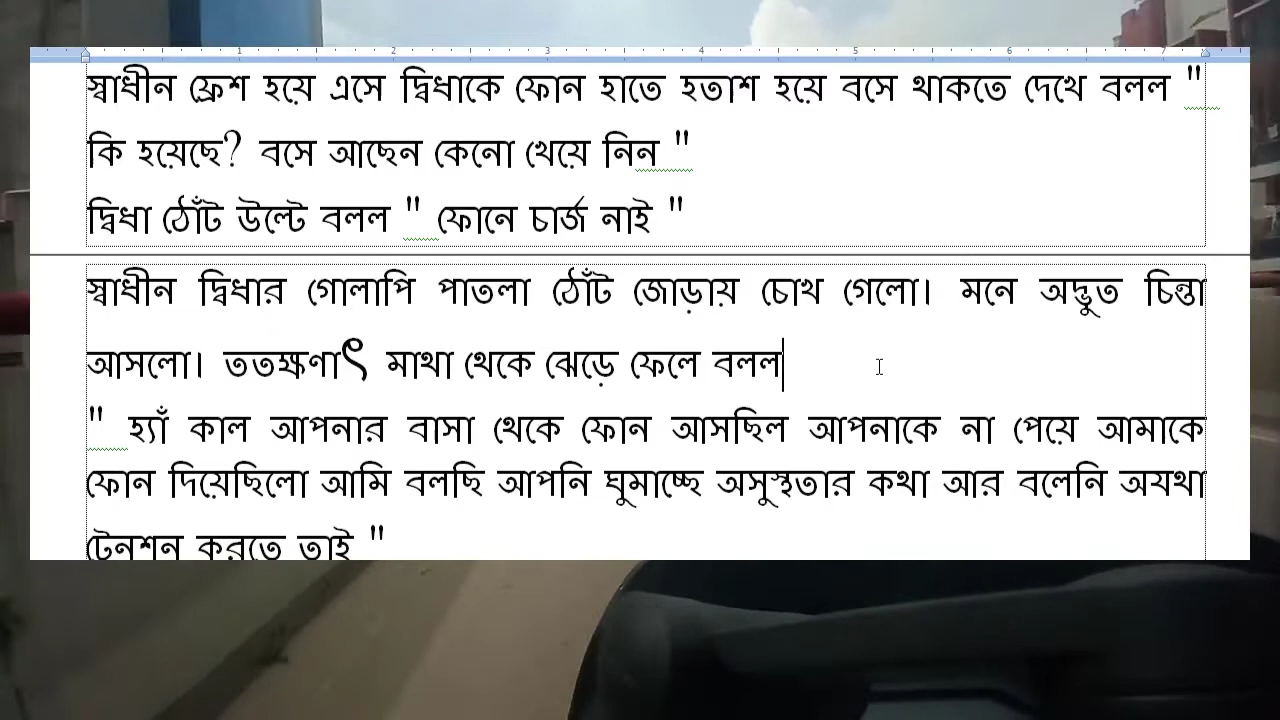 স্বাধীন ফ্রেশ হয়ে এসে দ্বিধাকে ফোন হাতে হতাশ হয়ে বসে থাকতে দেখে বলল "
কি হয়েছে? বসে আছেন কেনো খেয়ে নিন "
দ্বিধা ঠোঁট উল্টে বলল " ফোনে চার্জ নাই "
স্বাধীন দ্বিধার গোলাপি পাতলা ঠোঁট জোড়ায় চোখ গেলো। মনে অদ্ভুত চিন্তা
আসলো। ততক্ষণাৎ মাথা থেকে ঝেড়ে ফেলে বলল
" হ্যাঁ কাল আপনার বাসা থেকে ফোন আসছিল আপনাকে না পেয়ে আমাকে
ফোন দিয়েছিলো আমি বলছি আপনি ঘুমাচ্ছে অসুস্থতার কথা আর বলেনি অযথা
টেনশন করতে তাই "